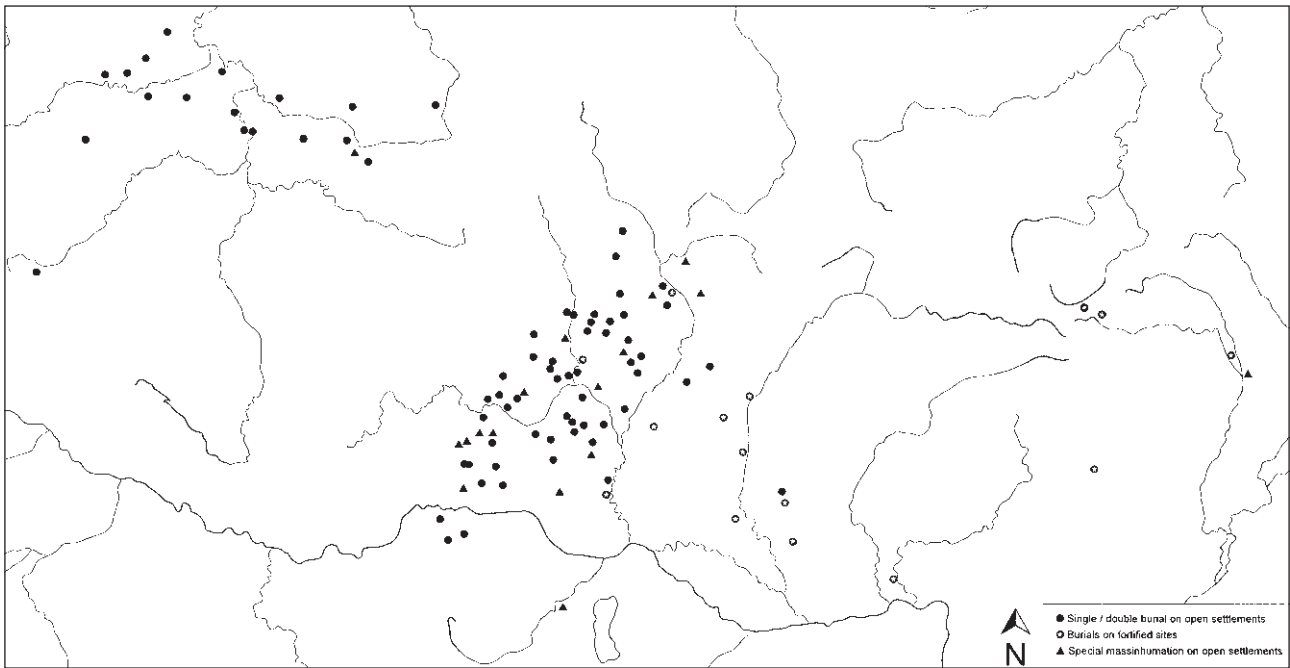 Single / double burial on open settlements
Burials on fortified sites
Special massinhumation on open settlements
N